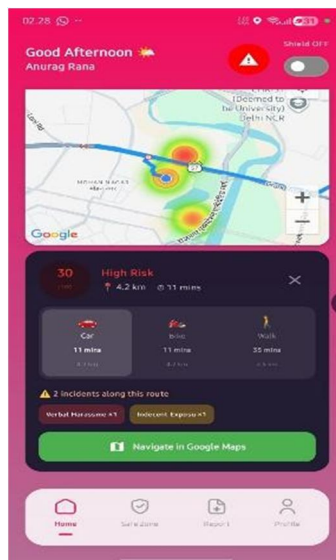 02.28
31
Good Afternoon
Anurag Rana
Shield OFF
(Deemed to
be University)
Delhi NCR
Google
+
−
30
High Risk
4.2 km 11 mins
Car
Bike
Walk
11 mins
11 mins
35 mins
2 incidents along this route
Verbal Harassme ×1
Indecent Exposu ×1
Navigate in Google Maps
Home
Safe Zone
Report
Profile